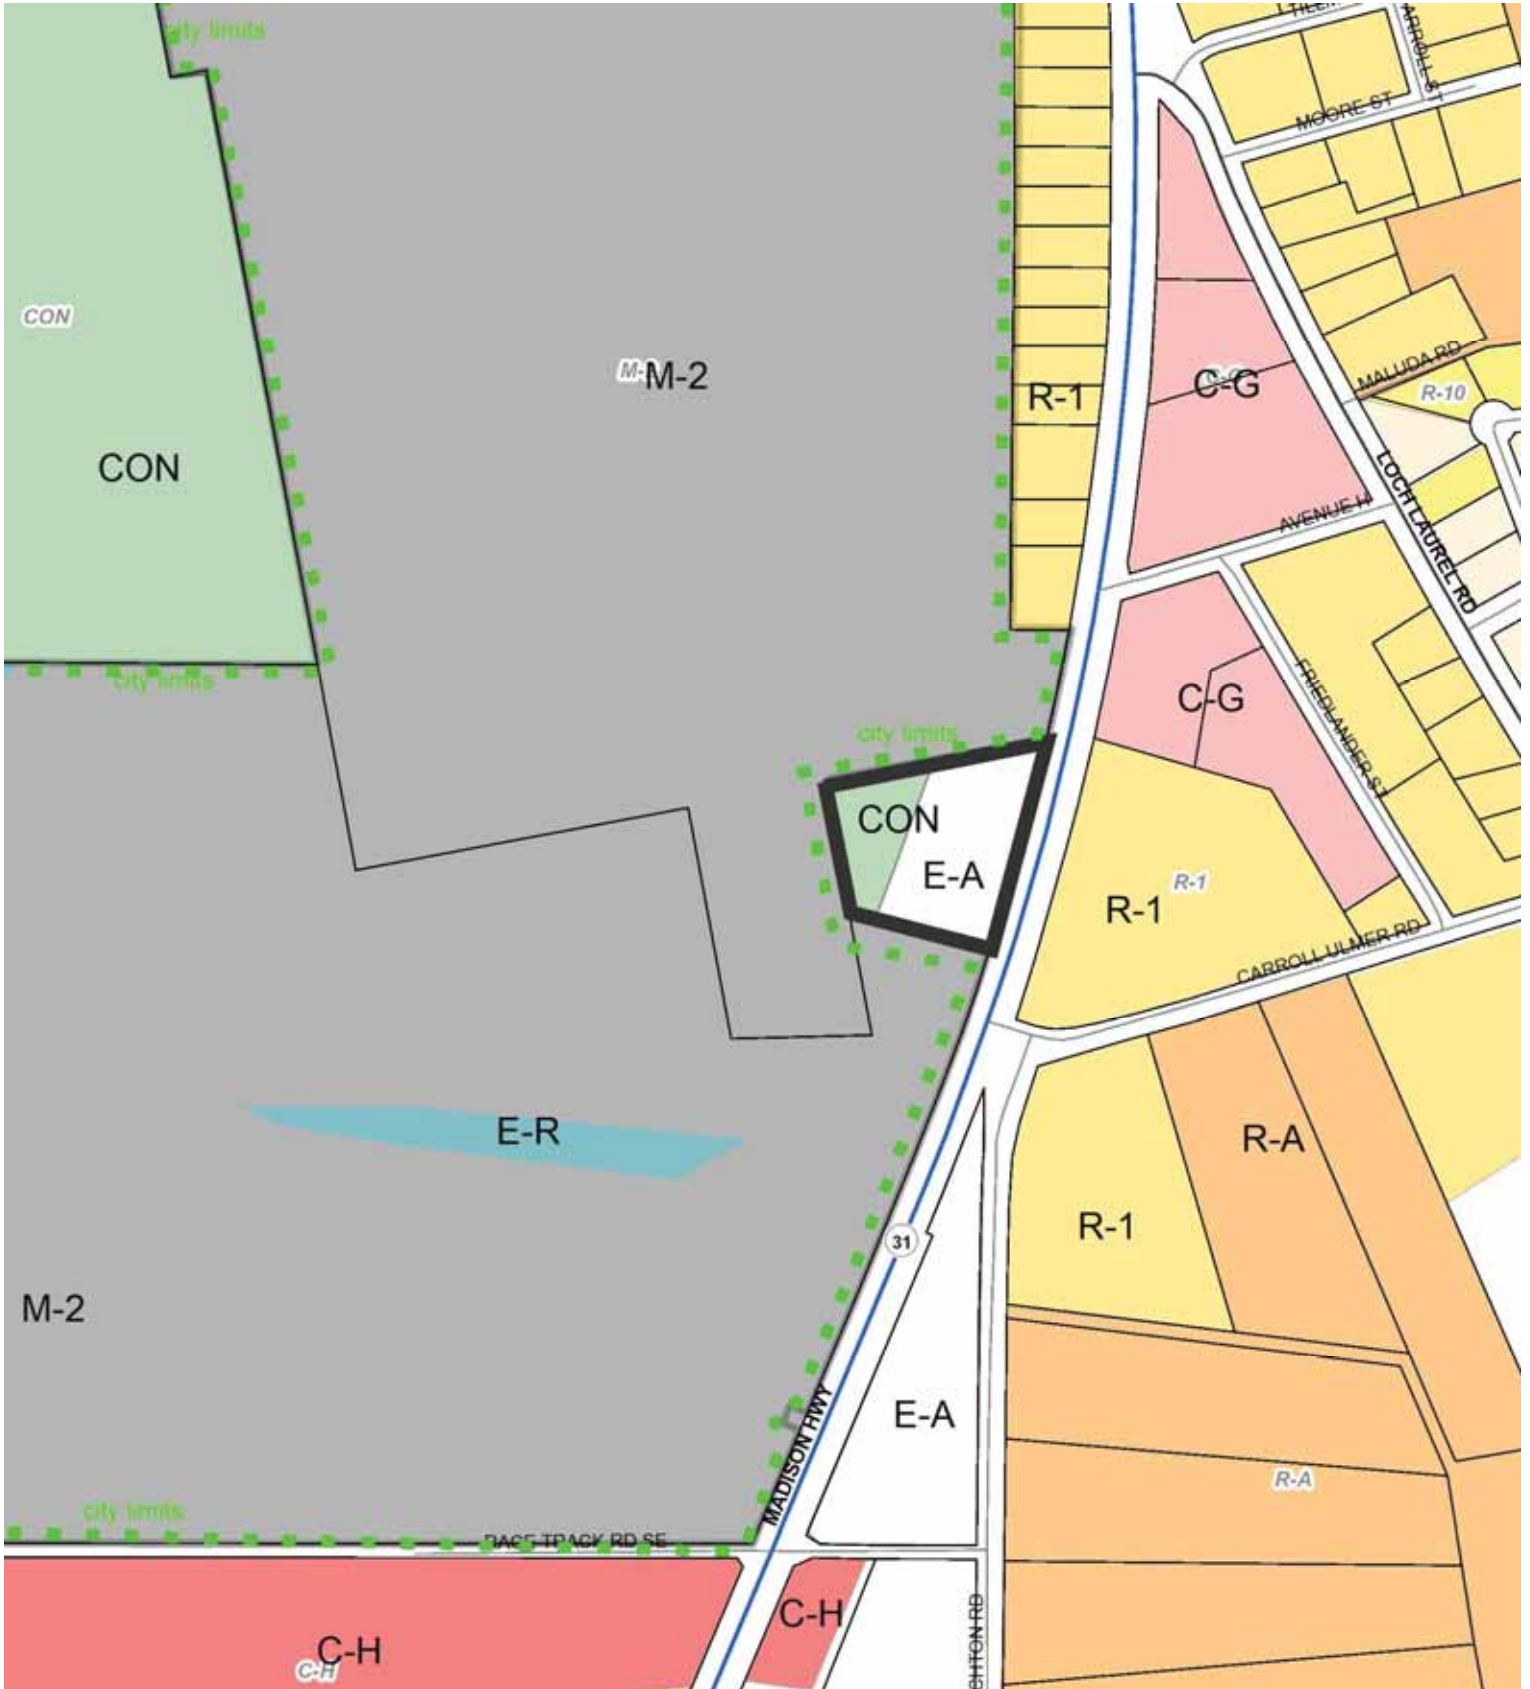 city limits
MOORE ST
CON
M-2
MALUDA RD
C-G
R-10
R-1
CON
LOCH LAUREL RD
AVENUE H
city limits
FRIEDLANDER ST
C-G
city limits
CON
E-A
R-1
R-1
CARROLL ULMER RD
E-R
R-A
R-1
31
M-2
E-A
MADISON HWY
R-A
city limits
RACE TRACK RD SE
C-H
C-H
C-H